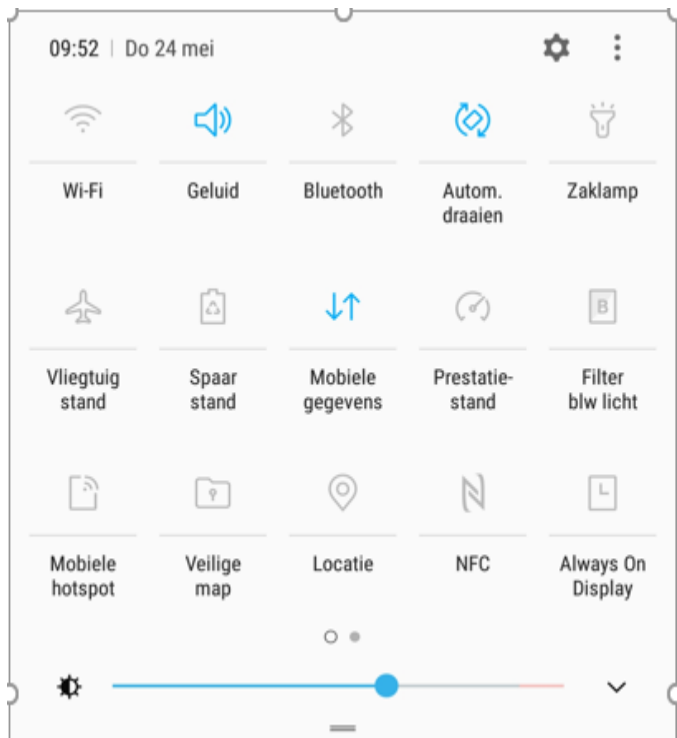 09:52 | Do 24 mei
Wi-Fi Geluid Bluetooth Autom. draaien Zaklamp
Vliegtuig stand Spaar stand Mobiele gegevens Prestatie- stand Filter blw licht
B
Mobiele hotspot Veilige map Locatie NFC Always On Display